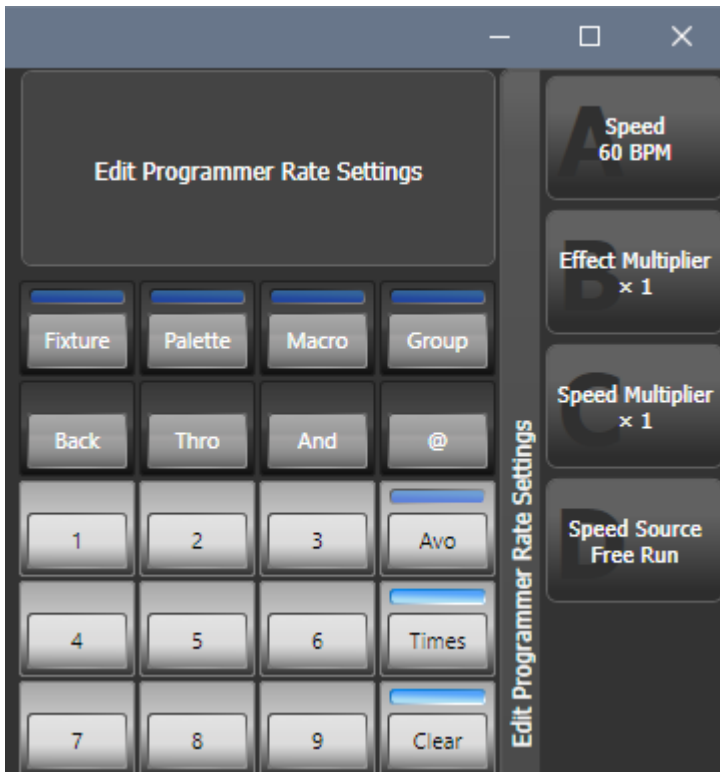 Edit Programmer Rate Settings
Fixture
Palette
Macro
Group
Back
Thro
And
@
1
2
3
Avo
4
5
6
Times
7
8
9
Clear
Edit Programmer Rate Settings
A
Speed
60 BPM
B
Effect Multiplier
× 1
C
Speed Multiplier
× 1
D
Speed Source
Free Run